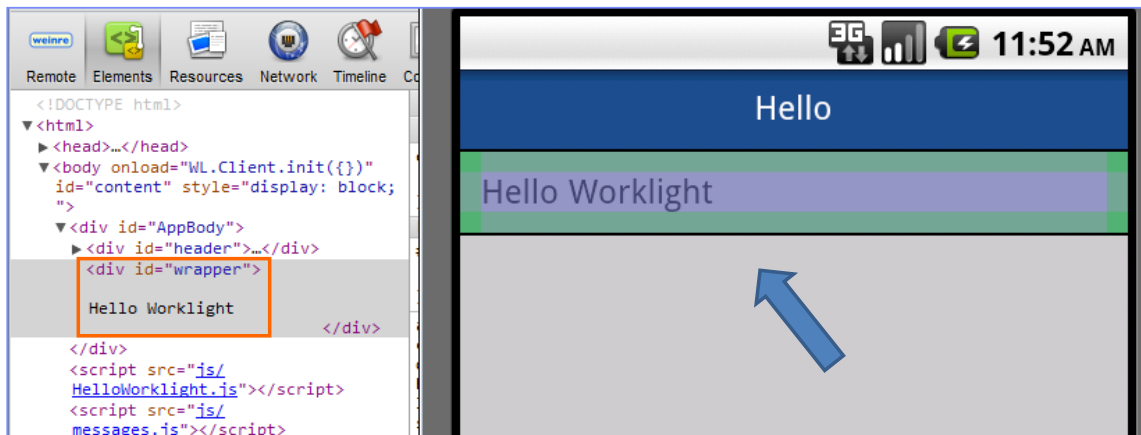 weinre
Remote Elements Resources Network Timeline
<!DOCTYPE html>
▼<html>
▶<head>…</head>
▼<body onload="WL.Client.init({})"
id="content" style="display: block;
">
▼<div id="AppBody">
▶<div id="header">…</div>
<div id="wrapper">
Hello Worklight
</div>
</div>
<script src="js/
HelloWorklight.js"></script>
<script src="js/
messages.js"></script>
3G 11:52 AM
Hello
Hello Worklight